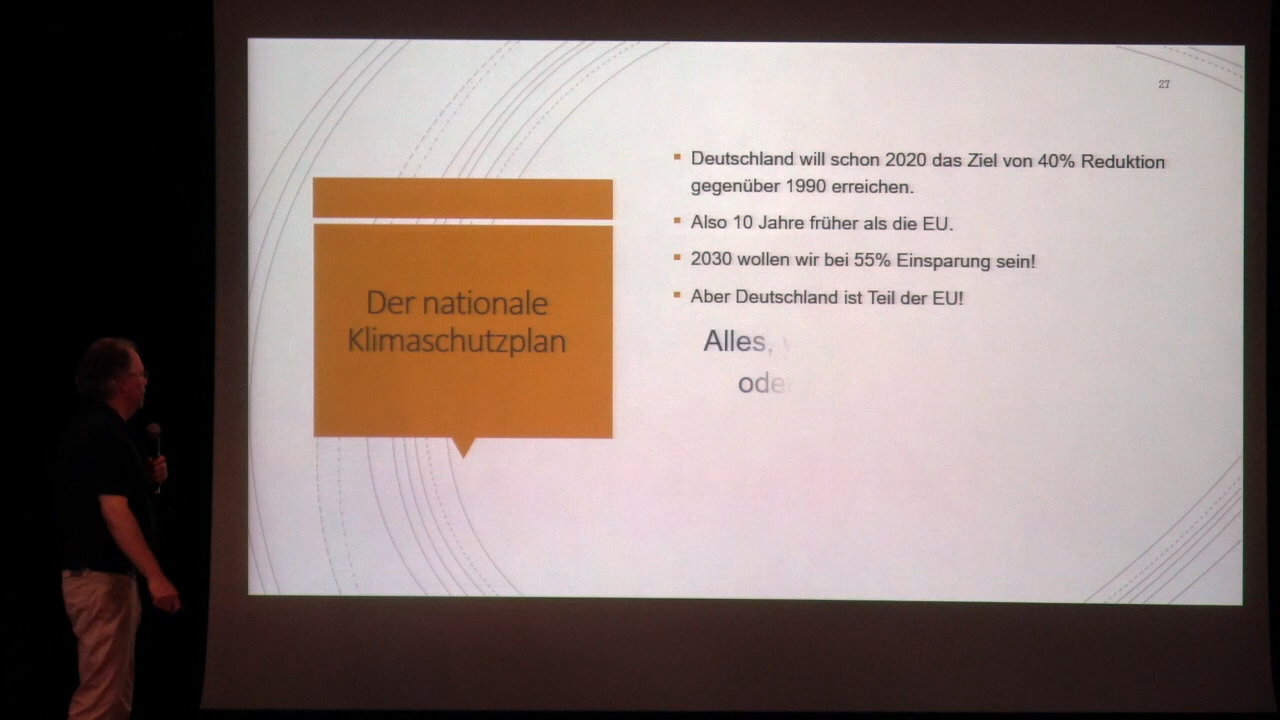 27
Der nationale
Klimaschutzplan
Deutschland will schon 2020 das Ziel von 40% Reduktion
gegenüber 1990 erreichen.
Also 10 Jahre früher als die EU.
2030 wollen wir bei 55% Einsparung sein!
Aber Deutschland ist Teil der EU!
Alles,
ode